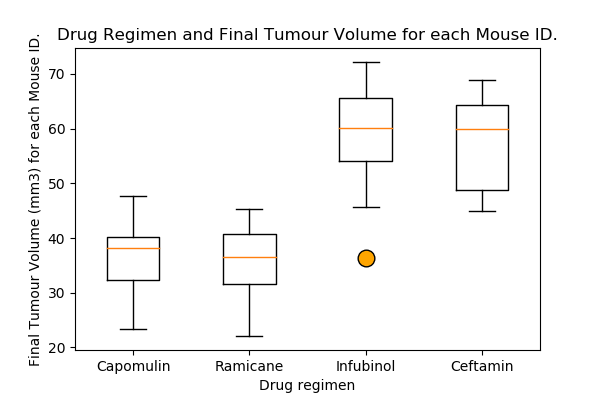 Drug Regimen and Final Tumour Volume for each Mouse ID.
Final Tumour Volume (mm3) for each Mouse ID.
70
60
50
40
30
20
Capomulin Ramicane Infubinol Ceftamin
Drug regimen